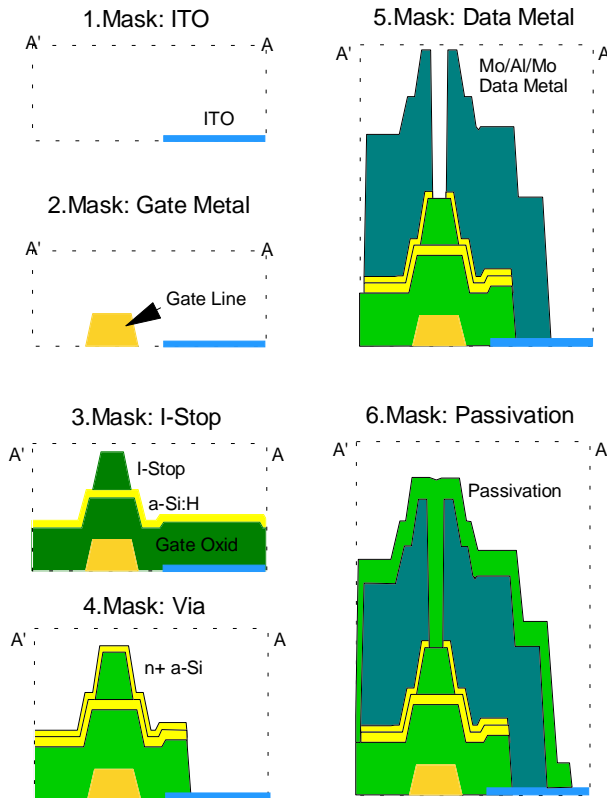 1.Mask: ITO
A'
A
ITO
2.Mask: Gate Metal
A'
A
Gate Line
3.Mask: I-Stop
A'
A
I-Stop
a-Si:H
Gate Oxid
4.Mask: Via
A'
A
n+ a-Si
5.Mask: Data Metal
A'
A
Mo/Al/Mo
Data Metal
6.Mask: Passivation
A'
A
Passivation